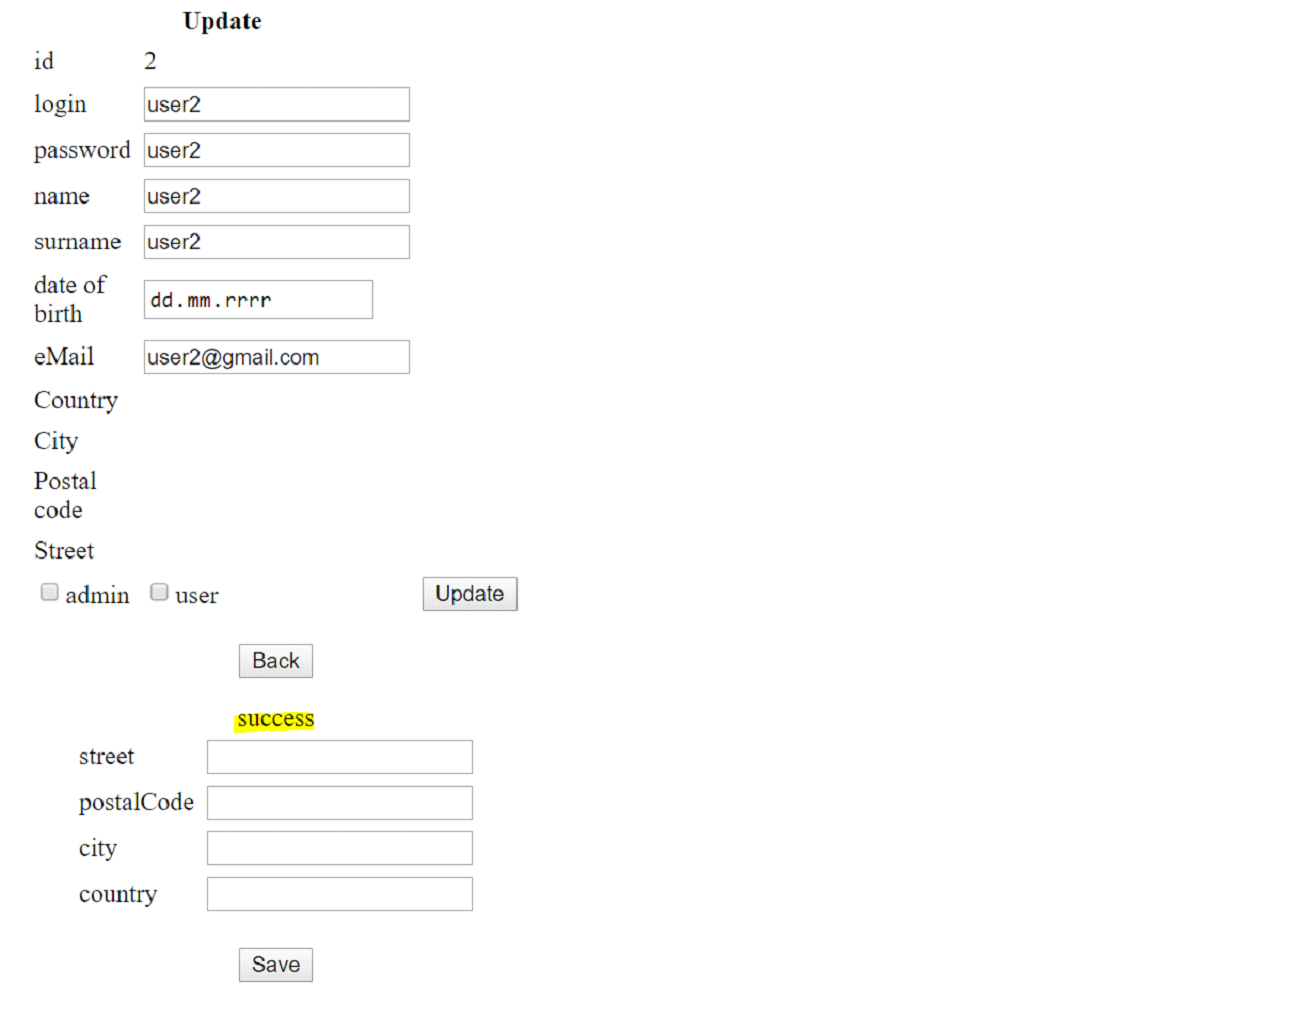 Update
id 2
login user2
password user2
name user2
surname user2
date of
birth dd.mm.rrrr
eMail user2@gmail.com
Country
City
Postal
code
Street
admin user Update
Back
success
street
postalCode
city
country
Save